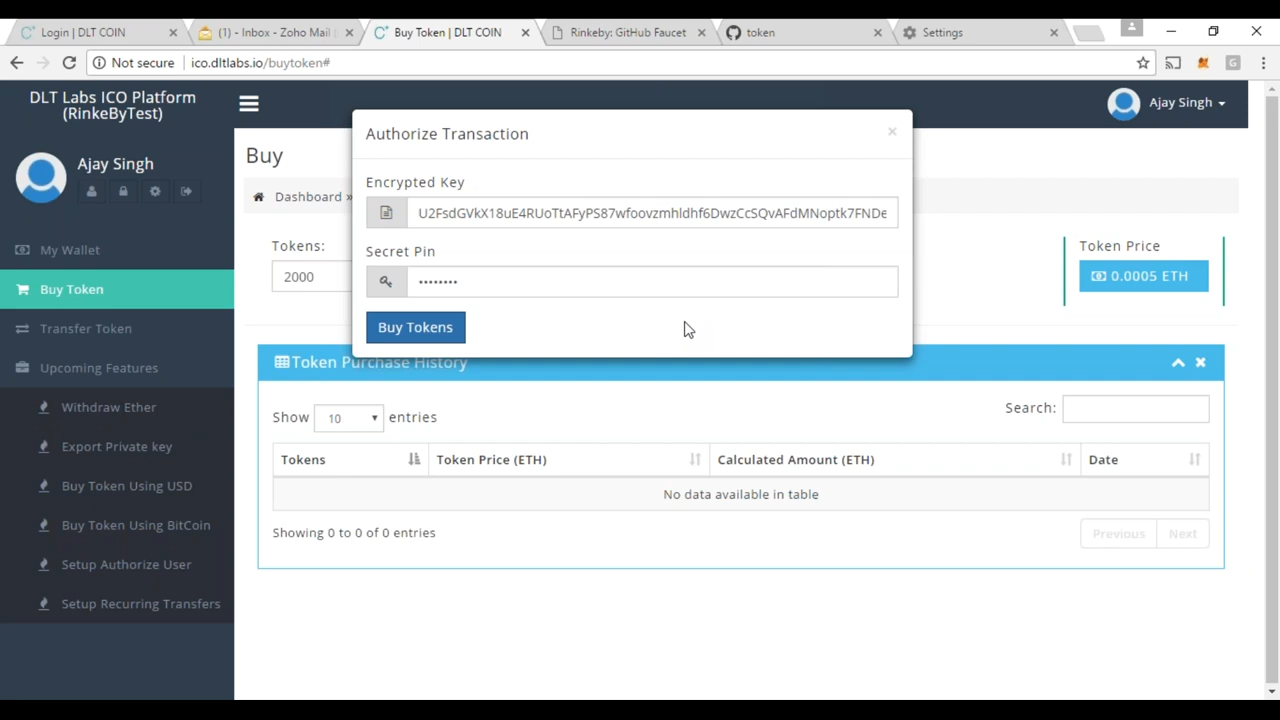 Login | DLT COIN
(1) - Inbox - Zoho Mail (
Buy Token | DLT COIN
Rinkeby: GitHub Faucet
token
Settings
Not secure
ico.dltlabs.io/buytoken#
DLT Labs ICO Platform
(RinkeByTest)
Ajay Singh
My Wallet
Buy Token
Transfer Token
Upcoming Features
Withdraw Ether
Export Private key
Buy Token Using USD
Buy Token Using BitCoin
Setup Authorize User
Setup Recurring Transfers
Ajay Singh
Buy
Dashboard »
Tokens:
2000
Token Price
0.0005 ETH
Authorize Transaction
×
Encrypted Key
U2FsdGVkX18uE4RUoTtAFyPS87wfoovzmhldhf6DwzCcSQvAFdMNoptk7FNDe
Secret Pin
••••••••
Buy Tokens
Token Purchase History
Show 10 entries
Search:
Tokens Token Price (ETH) Calculated Amount (ETH) Date
No data available in table
Showing 0 to 0 of 0 entries
Previous Next